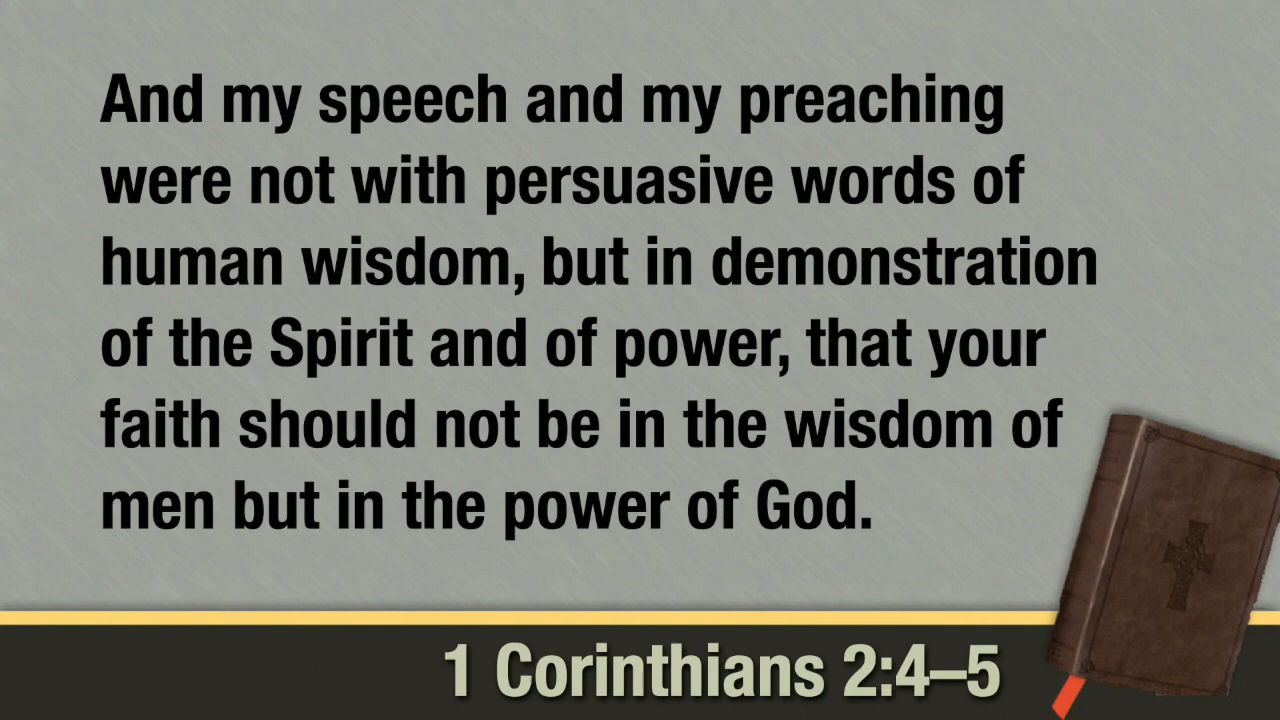 And my speech and my preaching
were not with persuasive words of
human wisdom, but in demonstration
of the Spirit and of power, that your
faith should not be in the wisdom of
men but in the power of God.
1 Corinthians 2:4–5